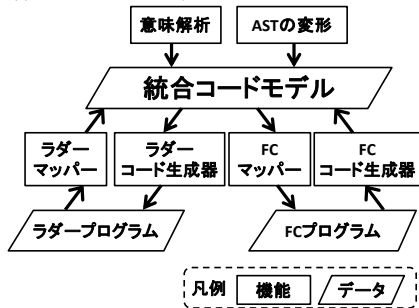 意味解析
ASTの変形
統合コードモデル
ラダー
マッパー
ラダー
コード生成器
FC
マッパー
FC
コード生成器
ラダープログラム
FCプログラム
凡例
機能
データ